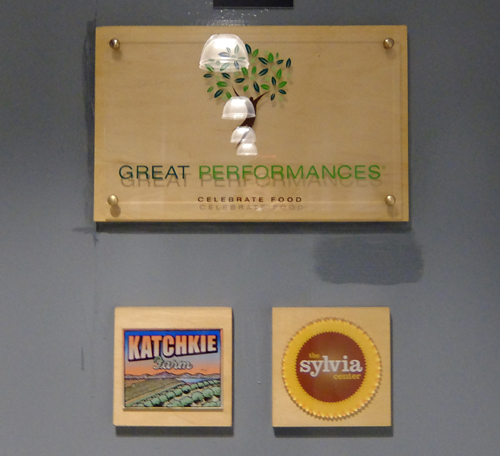 GREAT PERFORMANCES
CELEBRATE FOOD
KATCHKIE
Farm
the
sylvia
center